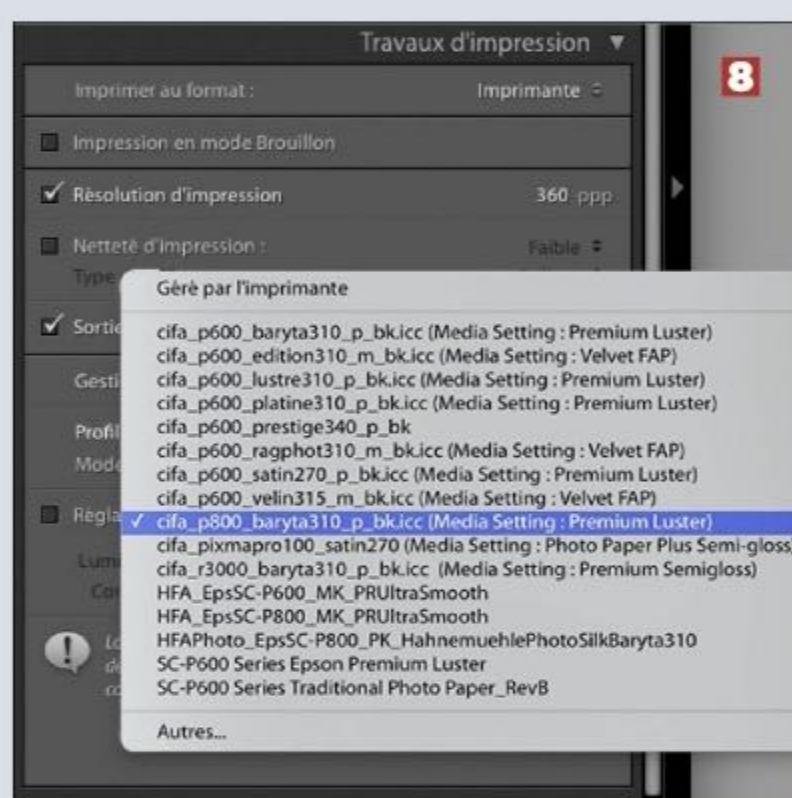 Travaux d'impression ▼
8
Imprimer au format : Imprimante
Impression en mode Brouillon
✓ Résolution d'impression 360 ppp
Netteté d'impression : Faible
Type
Géré par l'imprimante
✓ Sortie
cifa_p600_baryta310_p_bk.icc (Media Setting : Premium Luster)
cifa_p600_edition310_m_bk.icc (Media Setting : Velvet FAP)
cifa_p600_lustre310_p_bk.icc (Media Setting : Premium Luster)
Gesti
cifa_p600_platine310_p_bk.icc (Media Setting : Premium Luster)
cifa_p600_prestige340_p_bk
Profil
cifa_p600_ragphot310_m_bk.icc (Media Setting : Velvet FAP)
Mode
cifa_p600_satin270_p_bk.icc (Media Setting : Premium Luster)
cifa_p600_velin315_m_bk.icc (Media Setting : Velvet FAP)
Régla
✓ cifa_p800_baryta310_p_bk.icc (Media Setting : Premium Luster)
cifa_pixmapro100_satin270 (Media Setting : Photo Paper Plus Semi-gloss)
Lum
cifa_r3000_baryta310_p_bk.icc (Media Setting : Premium Semigloss)
Co
HFA_EpsSC-P600_MK_PRUltraSmooth
HFA_EpsSC-P800_MK_PRUltraSmooth
HFAPhoto_EpsSC-P800_PK_HahnemuehlePhotoSilkBaryta310
SC-P600 Series Epson Premium Luster
SC-P600 Series Traditional Photo Paper_RevB
Autres...